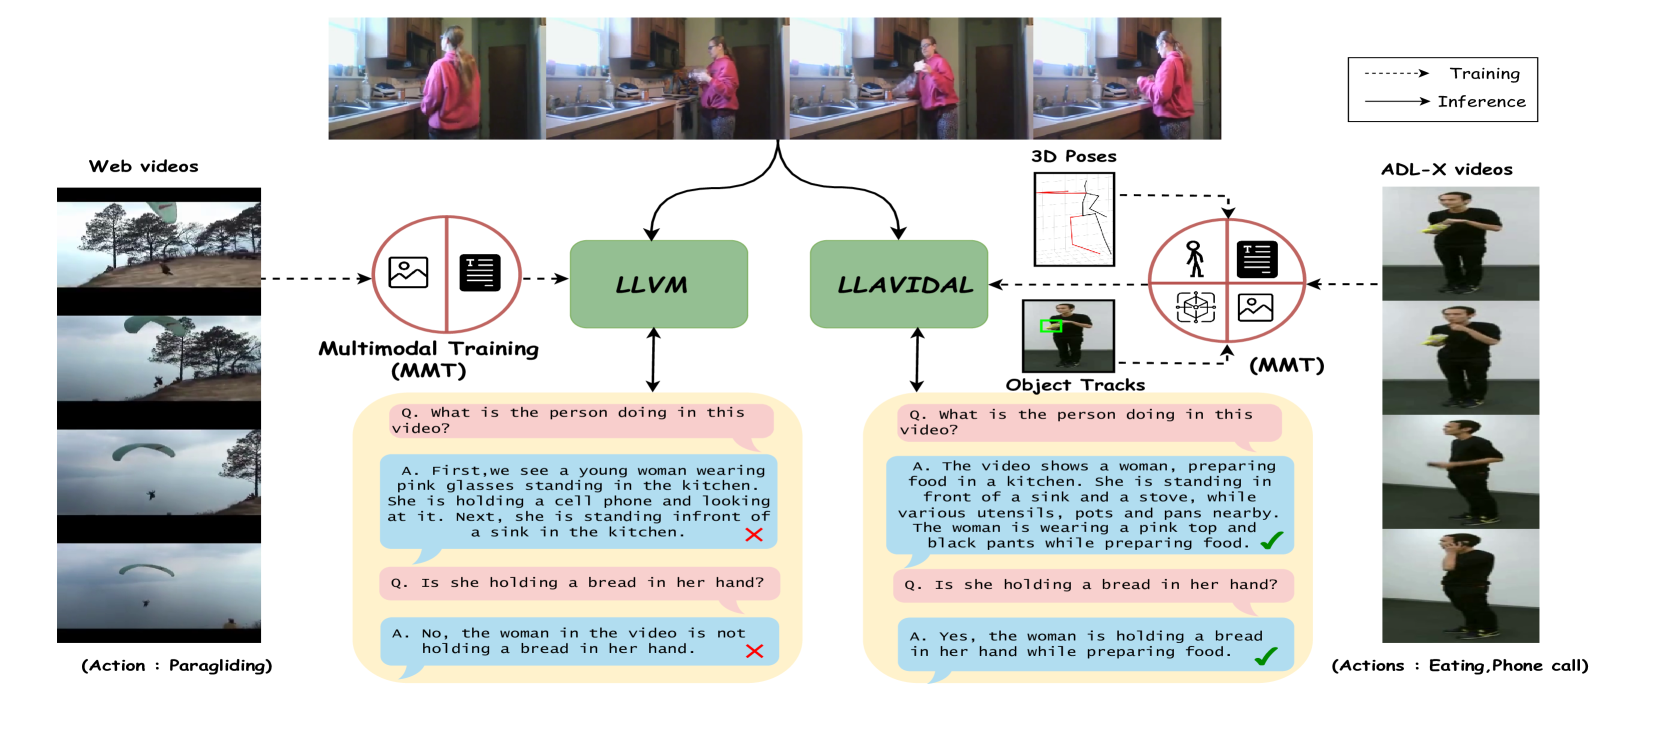 Training
Inference
Web videos
3D Poses
ADL-X videos
T
T
LLVM
LLAVIDAL
Multimodal Training
(MMT)
(MMT)
Object Tracks
Q. What is the person doing in this
video?
A. First,we see a young woman wearing
pink glasses standing in the kitchen.
She is holding a cell phone and looking
at it. Next, she is standing infront of
a sink in the kitchen.
Q. Is she holding a bread in her hand?
A. No, the woman in the video is not
holding a bread in her hand.
Q. What is the person doing in this
video?
A. The video shows a woman, preparing
food in a kitchen. She is standing in
front of a sink and a stove, while
various utensils, pots and pans nearby.
The woman is wearing a pink top and
black pants while preparing food.
Q. Is she holding a bread in her hand?
A. Yes, the woman is holding a bread
in her hand while preparing food.
(Action : Paragliding)
(Actions : Eating,Phone call)